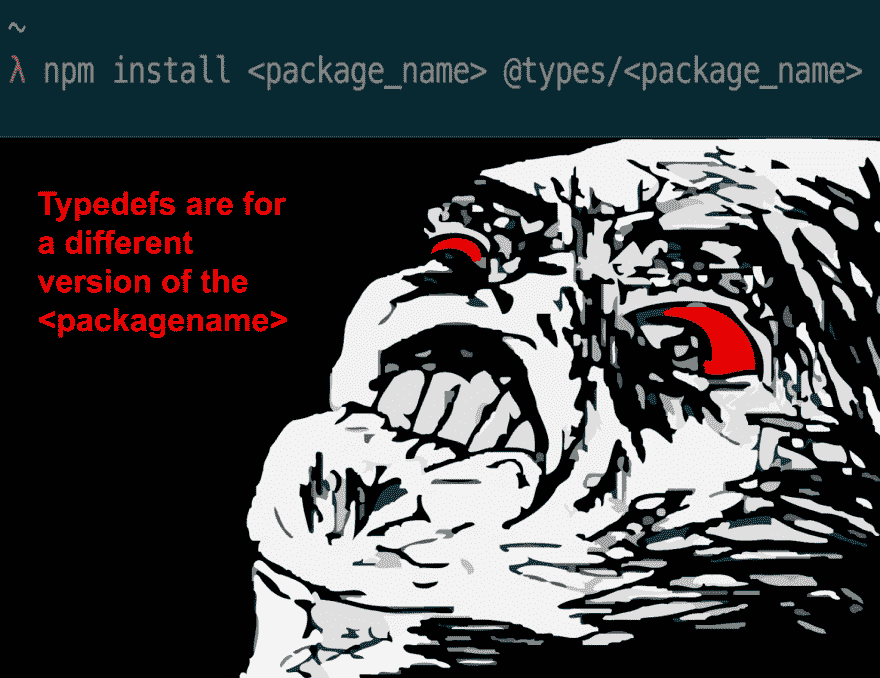 ~
λ npm install <package_name> @types/<package_name>
Typedefs are for
a different
version of the
<packagename>